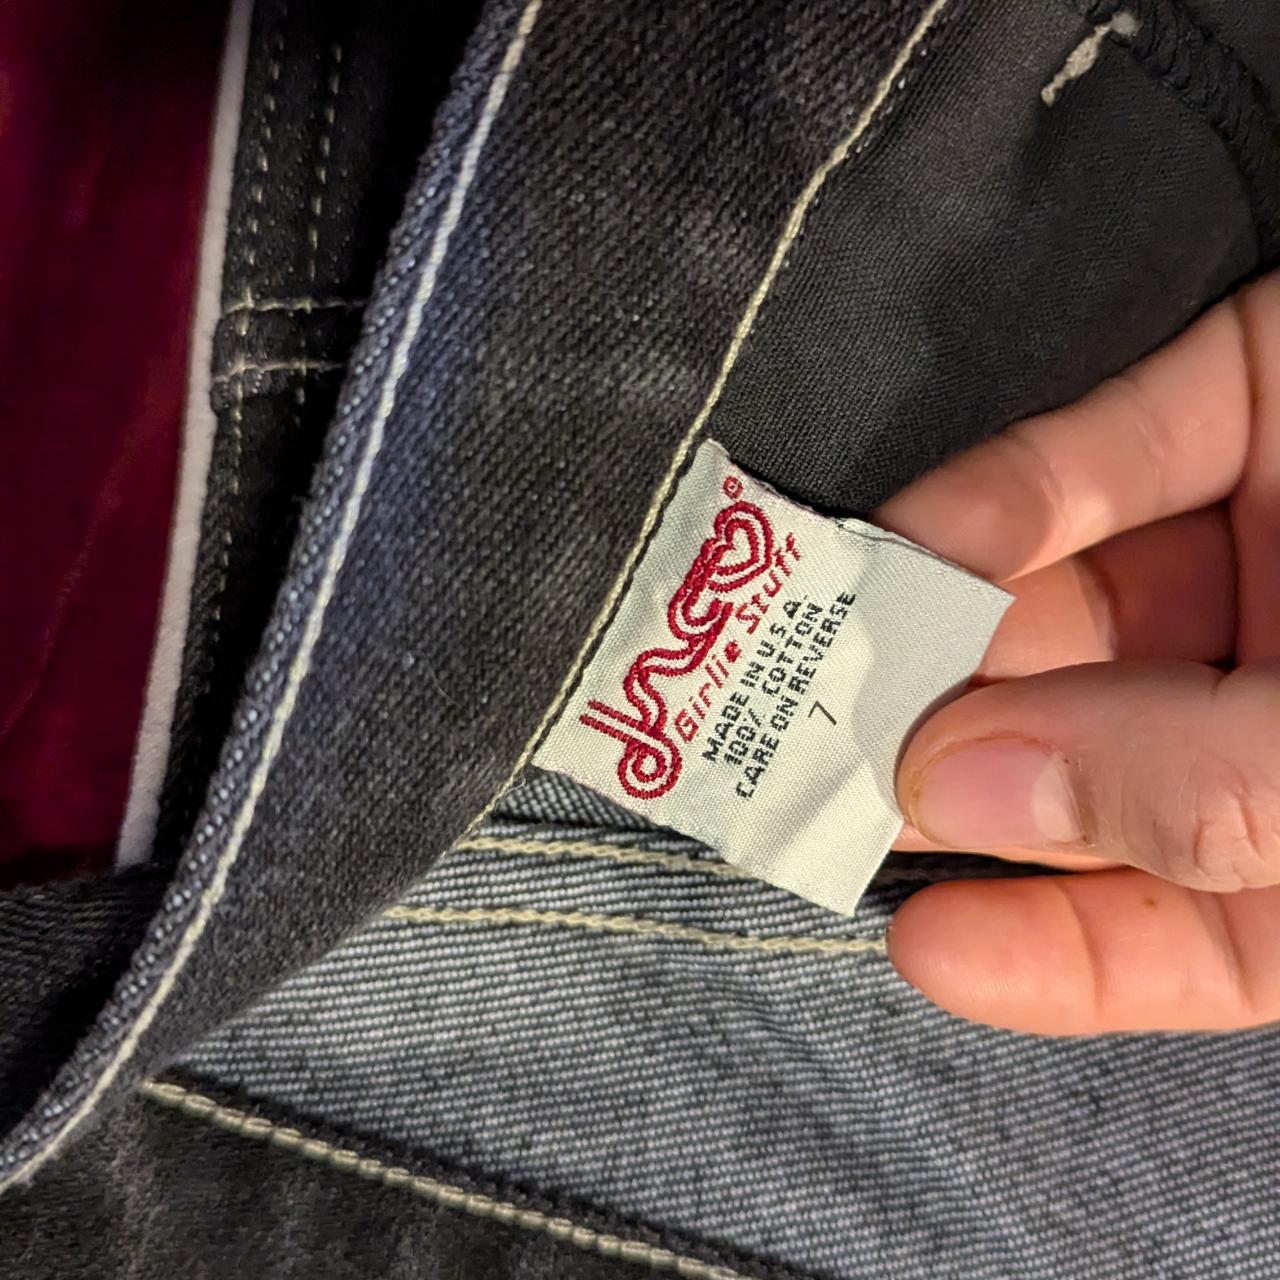 JNCO
Girlie Stuff
MADE IN U.S.A.
100% COTTON
CARE ON REVERSE
7